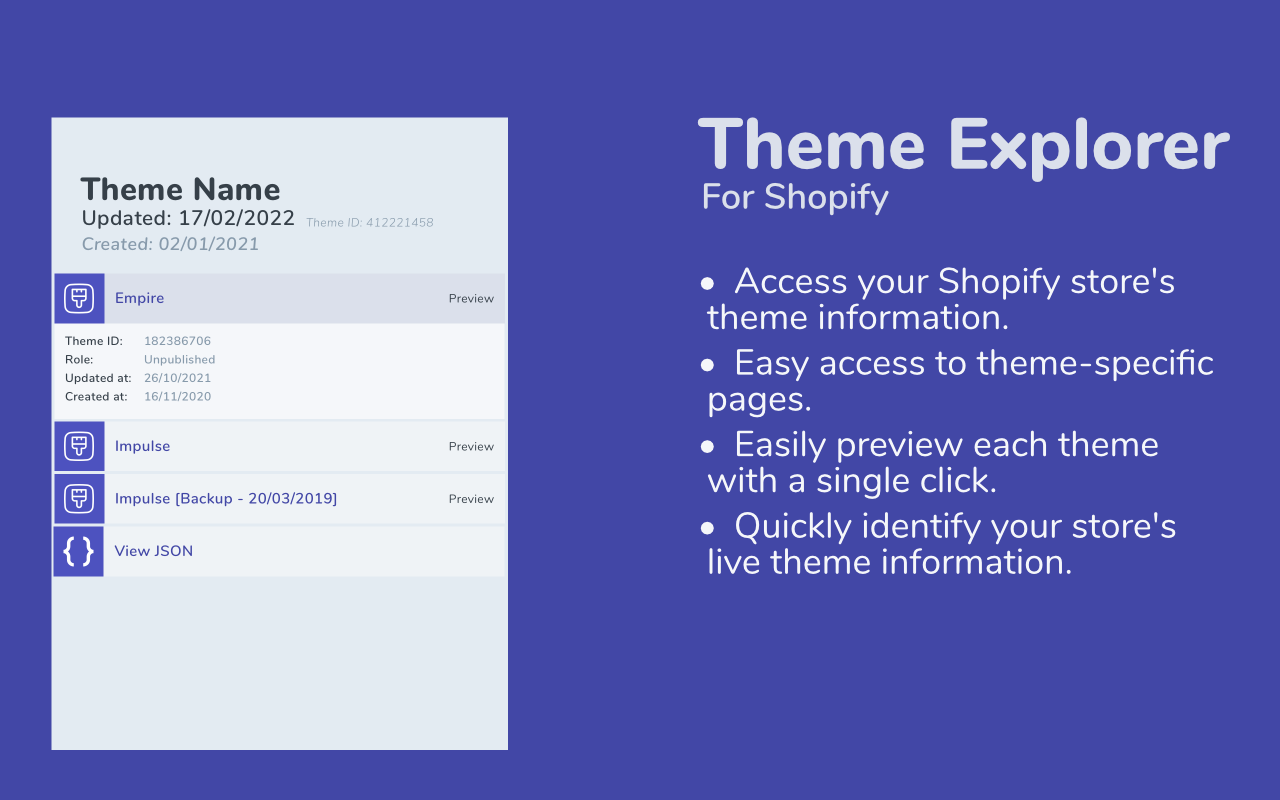 Theme Name
Updated: 17/02/2022 Theme ID: 412221458
Created: 02/01/2021
Empire Preview
Theme ID: 182386706
Role: Unpublished
Updated at: 26/10/2021
Created at: 16/11/2020
Impulse Preview
Impulse [Backup - 20/03/2019] Preview
{ } View JSON
Theme Explorer
For Shopify
• Access your Shopify store's
theme information.
• Easy access to theme-specific
pages.
• Easily preview each theme
with a single click.
• Quickly identify your store's
live theme information.